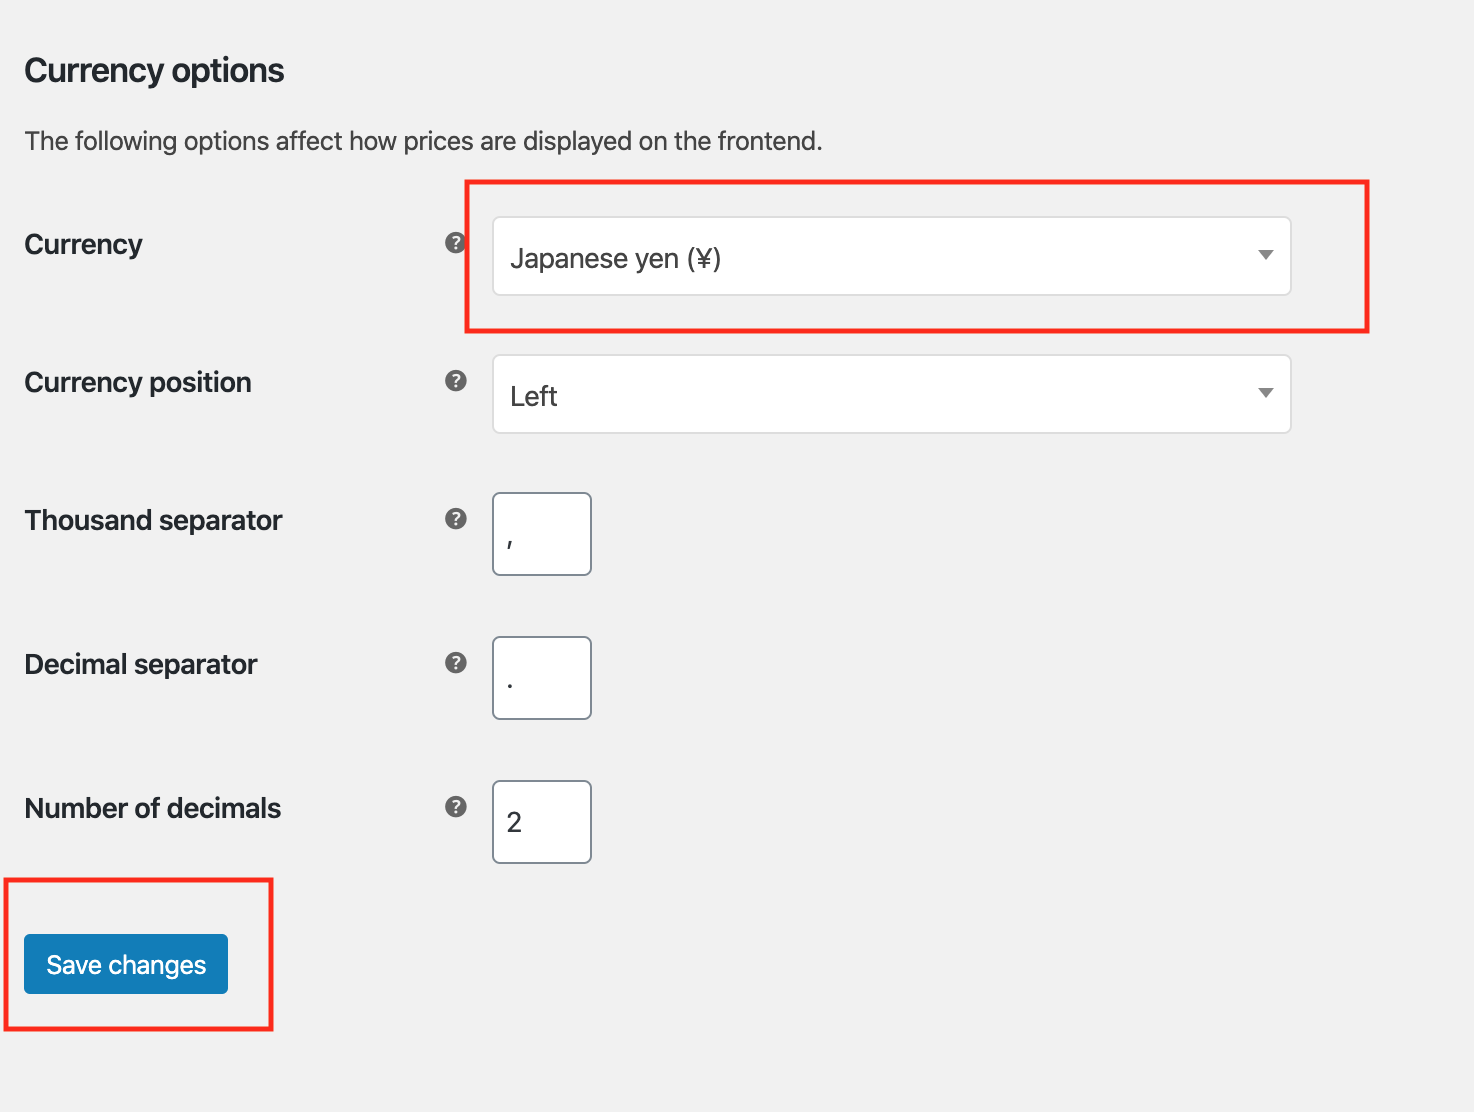 Currency options
The following options affect how prices are displayed on the frontend.
Currency ? Japanese yen (¥)
Currency position ? Left
Thousand separator ? ,
Decimal separator ? .
Number of decimals ? 2
Save changes